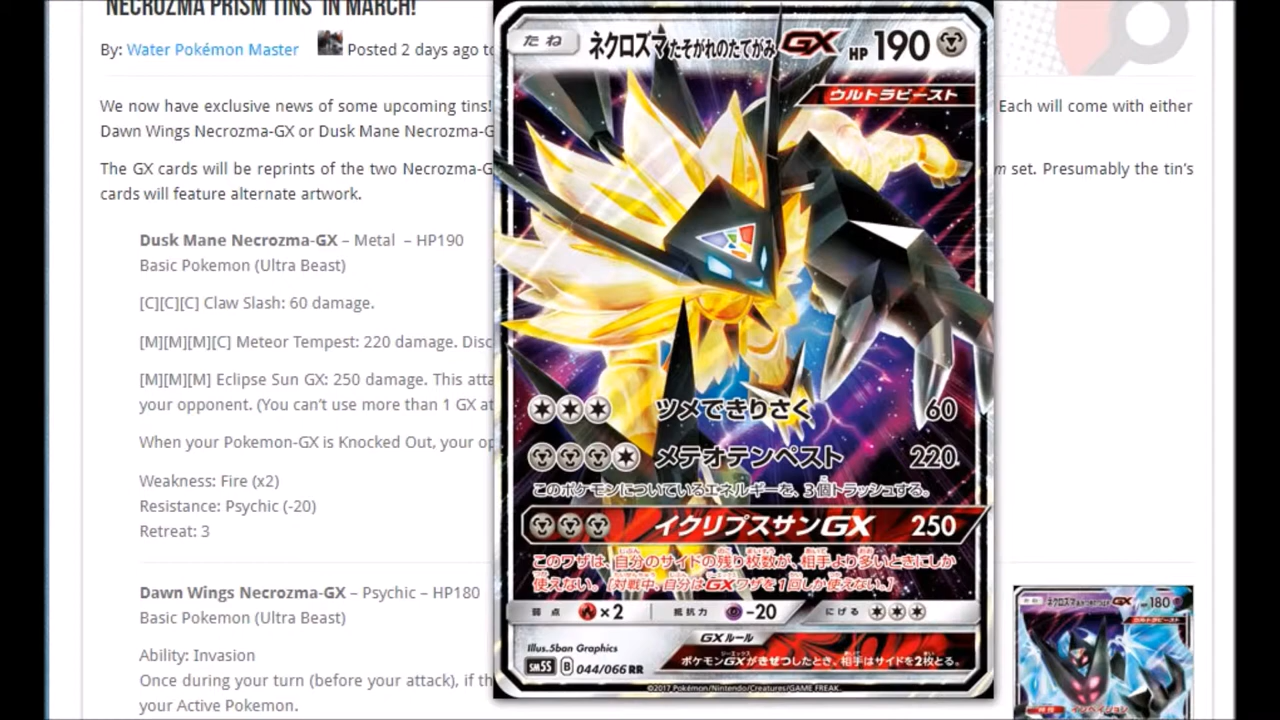 NECROZMA PRISM TINS IN MARCH!
By: Water Pokémon Master Posted 2 days ago to
We now have exclusive news of some upcoming tins! Each will come with either
Dawn Wings Necrozma-GX or Dusk Mane Necrozma-G
The GX cards will be reprints of the two Necrozma-G m set. Presumably the tin's
cards will feature alternate artwork.
Dusk Mane Necrozma-GX – Metal – HP190
Basic Pokemon (Ultra Beast)
[C][C][C] Claw Slash: 60 damage.
[M][M][M][C] Meteor Tempest: 220 damage. Disc
[M][M][M] Eclipse Sun GX: 250 damage. This atta
your opponent. (You can't use more than 1 GX at
When your Pokemon-GX is Knocked Out, your op
Weakness: Fire (x2)
Resistance: Psychic (-20)
Retreat: 3
Dawn Wings Necrozma-GX – Psychic – HP180
Basic Pokemon (Ultra Beast)
Ability: Invasion
Once during your turn (before your attack), if th
your Active Pokemon.
たね ネクロズマたそがれのたてがみGX HP 190
ウルトラビースト
ツメできりさく 60
メテオテンペスト 220
このポケモンについているエネルギーを、3個トラッシュする。
イクリプスサンGX 250
このワザは、自分のサイドの残り枚数が、相手より多いときにしか
使えない。[対戦中、自分はGXワザを1回しか使えない。]
弱点 ×2 抵抗力 -20 にげる
GXルール
ポケモンGXがきぜつしたとき、相手はサイドを2枚とる。
Illus.5ban Graphics
SM5S B 044/066 RR
©2017 Pokémon/Nintendo/Creatures/GAME FREAK.
GX 180